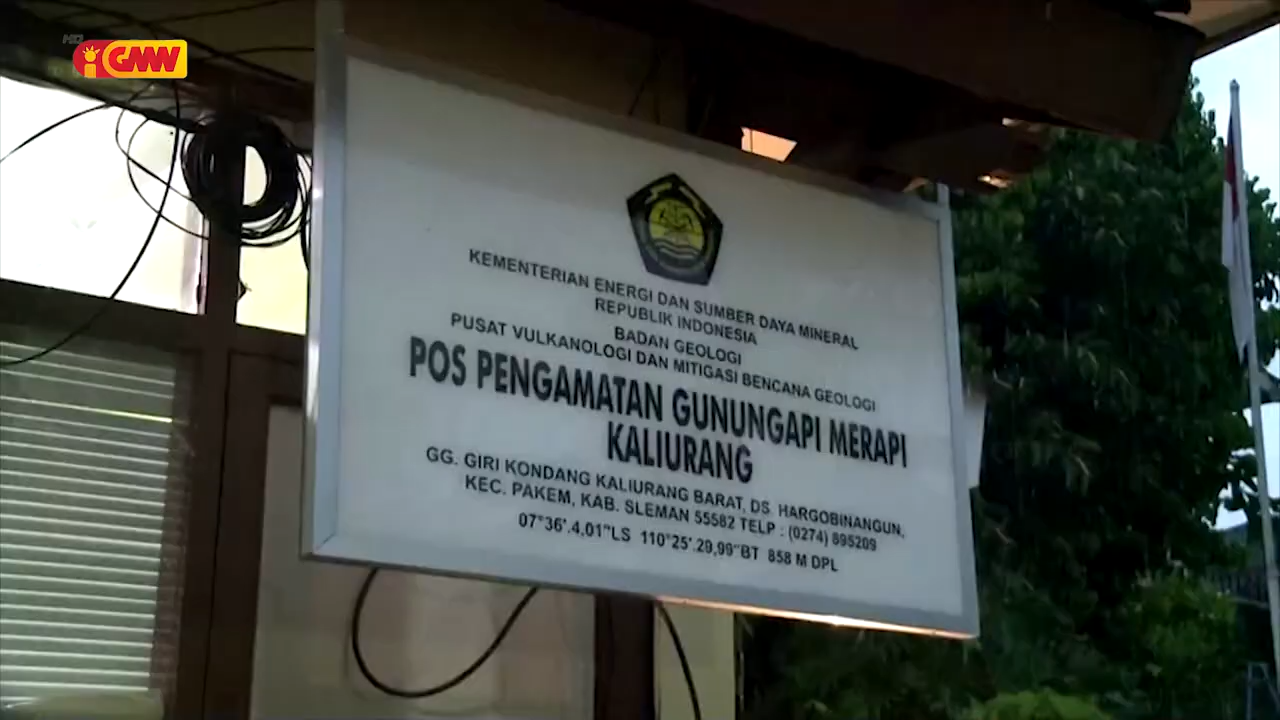 HD
iCAAW
KEMENTERIAN ENERGI DAN SUMBER DAYA MINERAL
REPUBLIK INDONESIA
BADAN GEOLOGI
PUSAT VULKANOLOGI DAN MITIGASI BENCANA GEOLOGI
POS PENGAMATAN GUNUNGAPI MERAPI
KALIURANG
GG. GIRI KONDANG KALIURANG BARAT, DS. HARGOBINANGUN,
KEC. PAKEM, KAB. SLEMAN 55582 TELP : (0274) 895209
07°36'.4,01"LS 110°25'.29,99"BT 858 M DPL